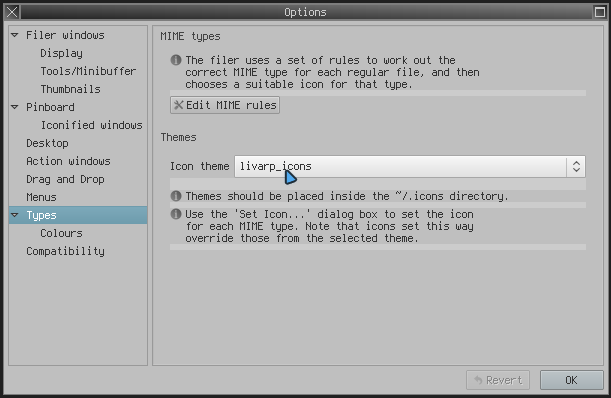 Options
Filer windows
Display
Tools/Minibuffer
Thumbnails
Pinboard
Iconified windows
Desktop
Action windows
Drag and Drop
Menus
Types
Colours
Compatibility
MIME types
The filer uses a set of rules to work out the
correct MIME type for each regular file, and then
chooses a suitable icon for that type.
Edit MIME rules
Themes
Icon theme livarp_icons
Themes should be placed inside the ~/.icons directory.
Use the 'Set Icon...' dialog box to set the icon
for each MIME type. Note that icons set this way
override those from the selected theme.
Revert OK